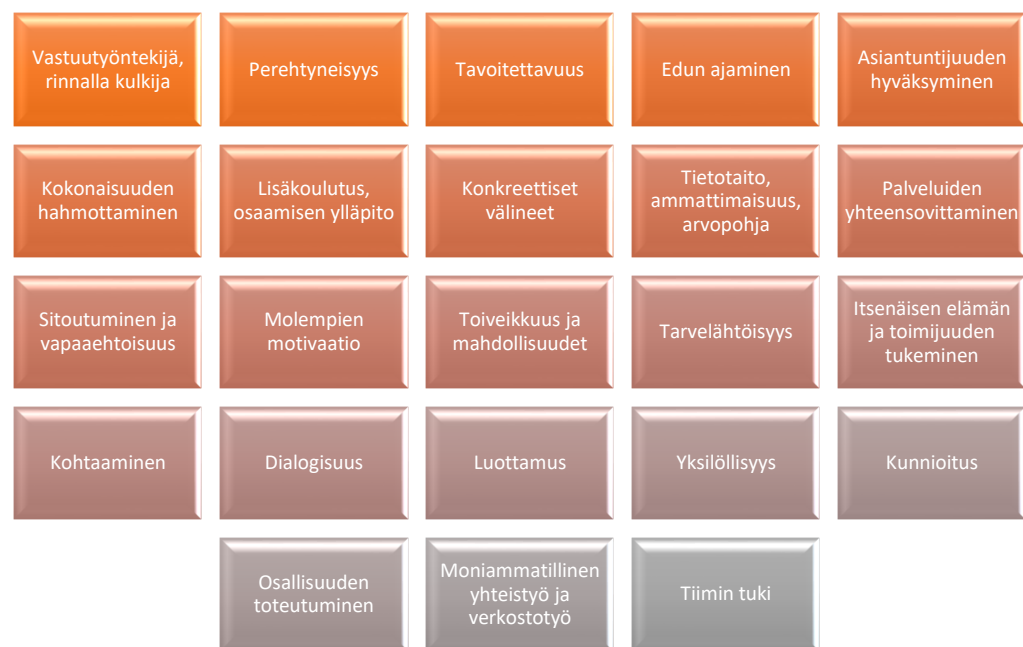 Vastuutyöntekijä,
rinnalla kulkija
Perehtyneisyys
Tavoitettavuus
Edun ajaminen
Asiantuntijuuden
hyväksyminen
Kokonaisuuden
hahmottaminen
Lisäkoulutus,
osaamisen ylläpito
Konkreettiset
välineet
Tietotaito,
ammattimaisuus,
arvopohja
Palveluiden
yhteensovittaminen
Sitoutuminen ja
vapaaehtoisuus
Molempien
motivaatio
Toiveikkuus ja
mahdollisuudet
Tarvelähtöisyys
Itsenäisen elämän
ja toimijuuden
tukeminen
Kohtaaminen
Dialogisuus
Luottamus
Yksilöllisyys
Kunnioitus
Osallisuuden
toteutuminen
Moniammatillinen
yhteistyö ja
verkostotyö
Tiimin tuki